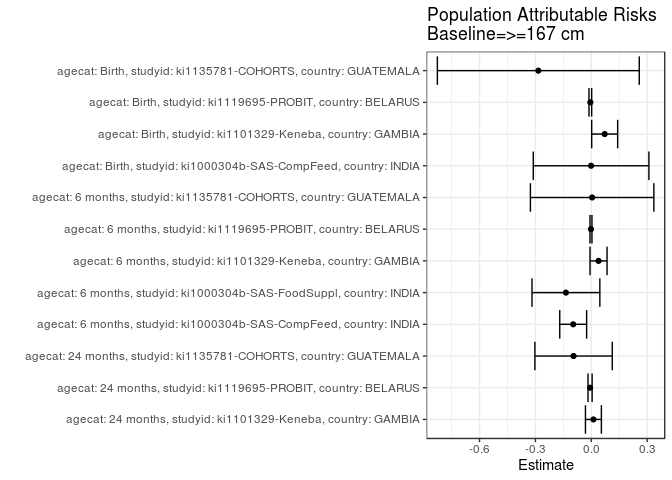 Population Attributable Risks
Baseline=>=167 cm
agecat: Birth, studyid: ki1135781-COHORTS, country: GUATEMALA
agecat: Birth, studyid: ki1119695-PROBIT, country: BELARUS
agecat: Birth, studyid: ki1101329-Keneba, country: GAMBIA
agecat: Birth, studyid: ki1000304b-SAS-CompFeed, country: INDIA
agecat: 6 months, studyid: ki1135781-COHORTS, country: GUATEMALA
agecat: 6 months, studyid: ki1119695-PROBIT, country: BELARUS
agecat: 6 months, studyid: ki1101329-Keneba, country: GAMBIA
agecat: 6 months, studyid: ki1000304b-SAS-FoodSuppl, country: INDIA
agecat: 6 months, studyid: ki1000304b-SAS-CompFeed, country: INDIA
agecat: 24 months, studyid: ki1135781-COHORTS, country: GUATEMALA
agecat: 24 months, studyid: ki1119695-PROBIT, country: BELARUS
agecat: 24 months, studyid: ki1101329-Keneba, country: GAMBIA
-0.6 -0.3 0.0 0.3
Estimate